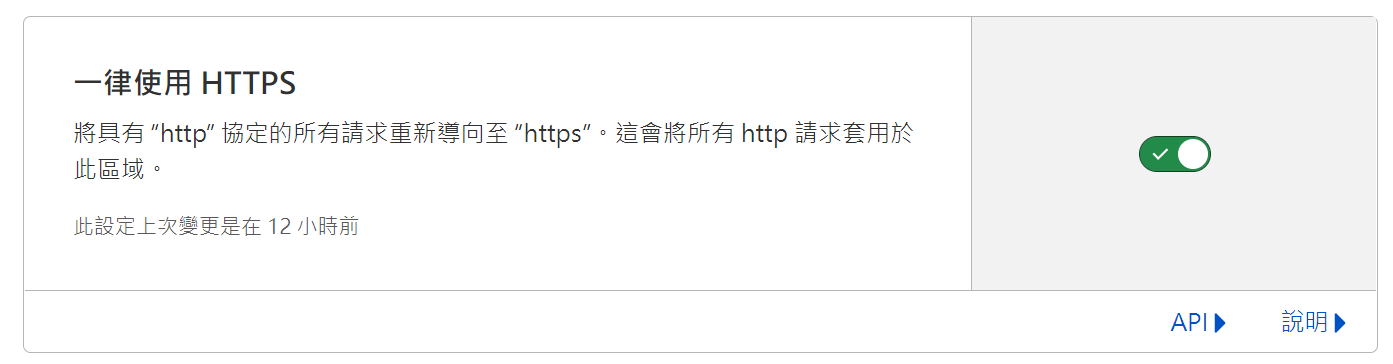 一律使用 HTTPS
將具有 “http” 協定的所有請求重新導向至 “https”。這會將所有 http 請求套用於
此區域。
此設定上次變更是在 12 小時前
API 說明